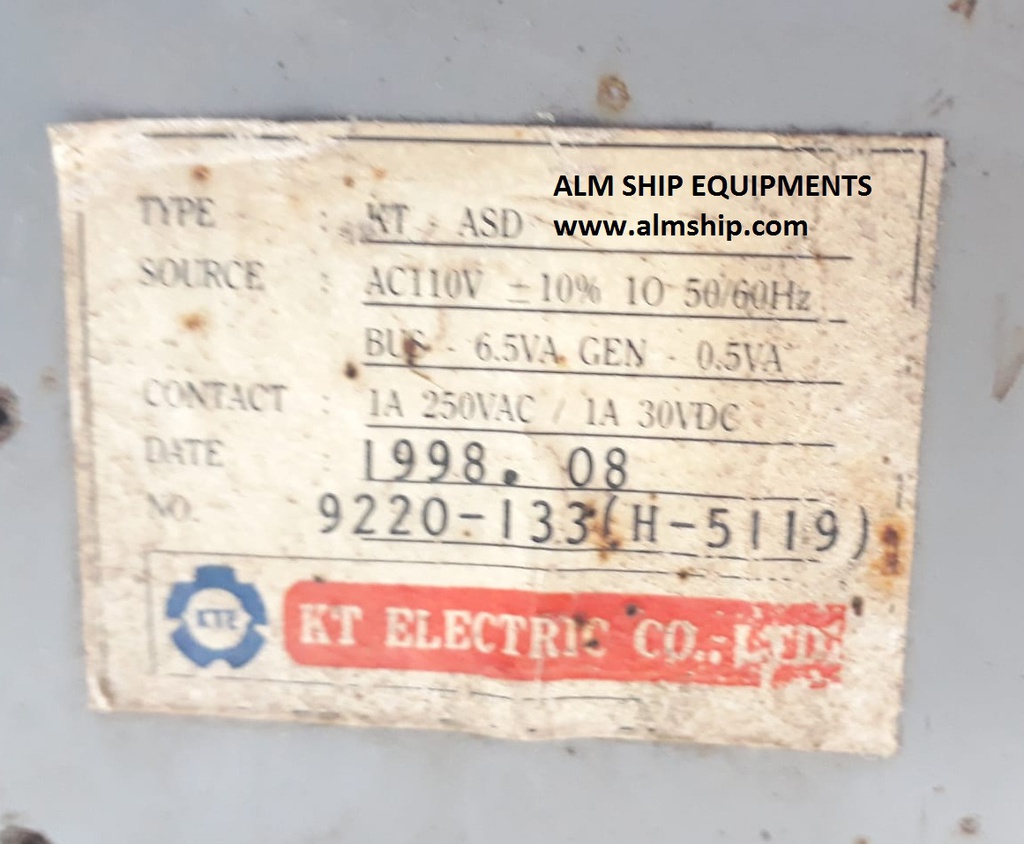 ALM SHIP EQUIPMENTS
www.almship.com
TYPE : KT - ASD
SOURCE : AC110V ±10% 1O 50/60Hz
BUS - 6.5VA GEN - 0.5VA
CONTACT : 1A 250VAC / 1A 30VDC
DATE : 1998. 08
NO. 9220-133(H-5119)
KTE
KT ELECTRIC CO.; LTD.